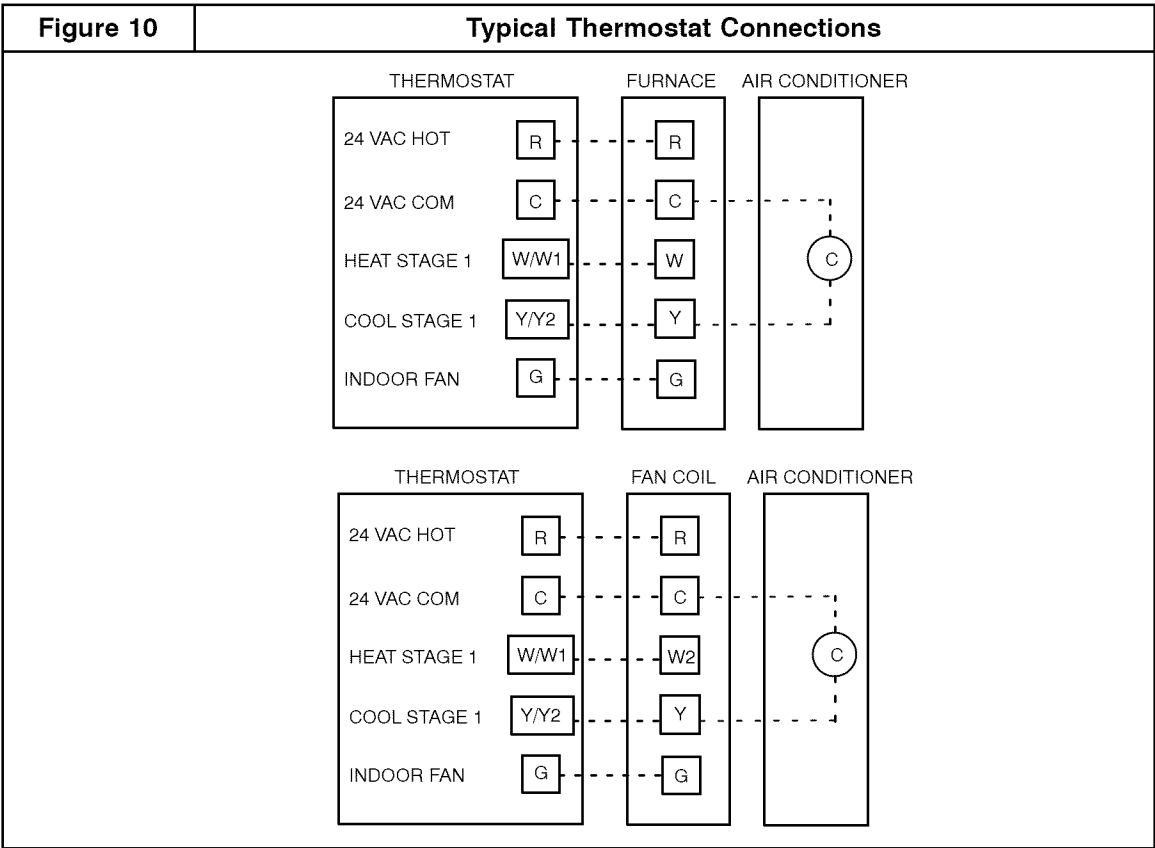 Figure 10 Typical Thermostat Connections
THERMOSTAT FURNACE AIR CONDITIONER
24 VAC HOT R R
24 VAC COM C C
HEAT STAGE 1 W/W1 W C
COOL STAGE 1 Y/Y2 Y
INDOOR FAN G G
THERMOSTAT FAN COIL AIR CONDITIONER
24 VAC HOT R R
24 VAC COM C C
HEAT STAGE 1 W/W1 W2 C
COOL STAGE 1 Y/Y2 Y
INDOOR FAN G G